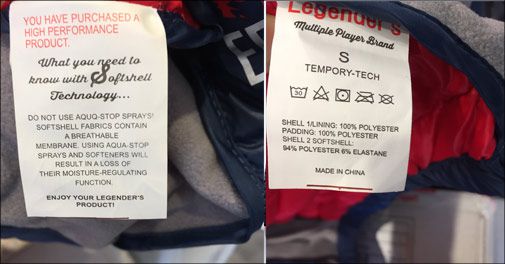 YOU HAVE PURCHASED A
HIGH PERFORMANCE
PRODUCT.
What you need to
know with Softshell
Technology...
DO NOT USE AQUQ-STOP SPRAYS!
SOFTSHELL FABRICS CONTAIN
A BREATHABLE
MEMBRANE. USING AQUA-STOP
SPRAYS AND SOFTENERS WILL
RESULT IN A LOSS OF
THEIR MOISTURE-REGULATING
FUNCTION.
ENJOY YOUR LEGENDER'S
PRODUCT!
Legender's
Multiple Player Brand
S
TEMPORY-TECH
30
SHELL 1/LINING: 100% POLYESTER
PADDING: 100% POLYESTER
SHELL 2 SOFTSHELL:
94% POLYESTER 6% ELASTANE
MADE IN CHINA